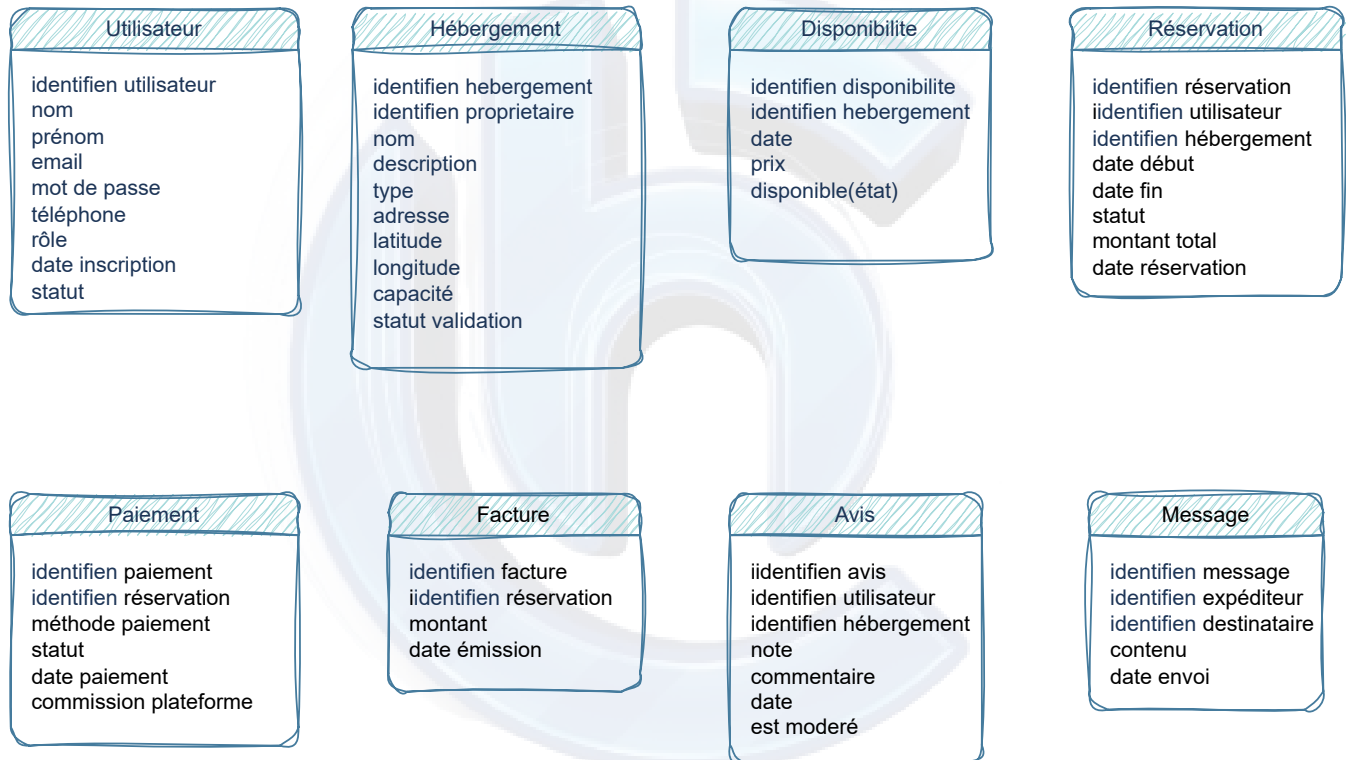 Utilisateur
identifien utilisateur
nom
prénom
email
mot de passe
téléphone
rôle
date inscription
statut
Hébergement
identifien hebergement
identifien proprietaire
nom
description
type
adresse
latitude
longitude
capacité
statut validation
Disponibilite
identifien disponibilite
identifien hebergement
date
prix
disponible(état)
Réservation
identifien réservation
iidentifien utilisateur
identifien hébergement
date début
date fin
statut
montant total
date réservation
Paiement
identifien paiement
identifien réservation
méthode paiement
statut
date paiement
commission plateforme
Facture
identifien facture
iidentifien réservation
montant
date émission
Avis
iidentifien avis
identifien utilisateur
identifien hébergement
note
commentaire
date
est moderé
Message
identifien message
identifien expéditeur
identifien destinataire
contenu
date envoi